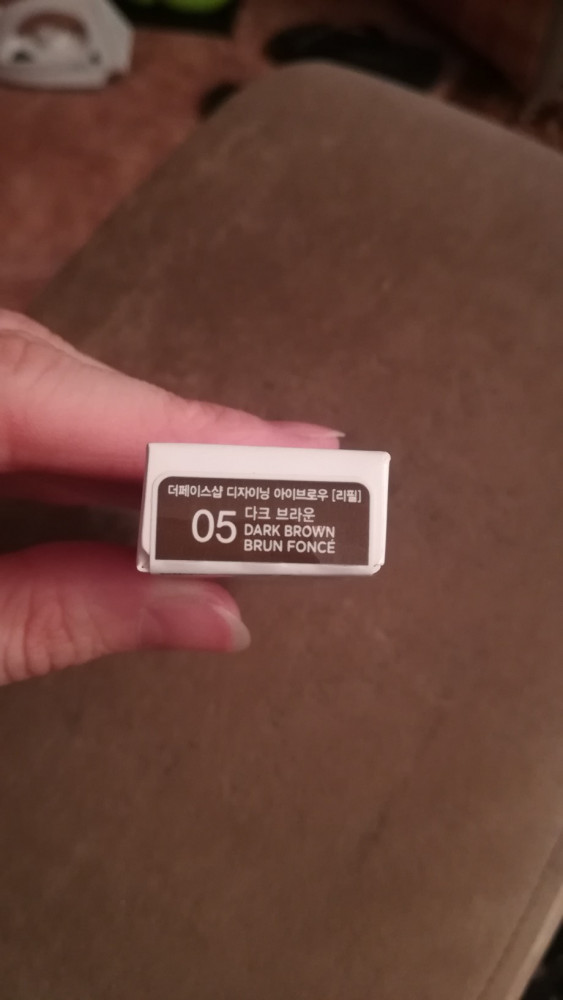 더페이스샵 디자이닝 아이브로우 [리필]
05
다크 브라운
DARK BROWN
BRUN FONCÉ